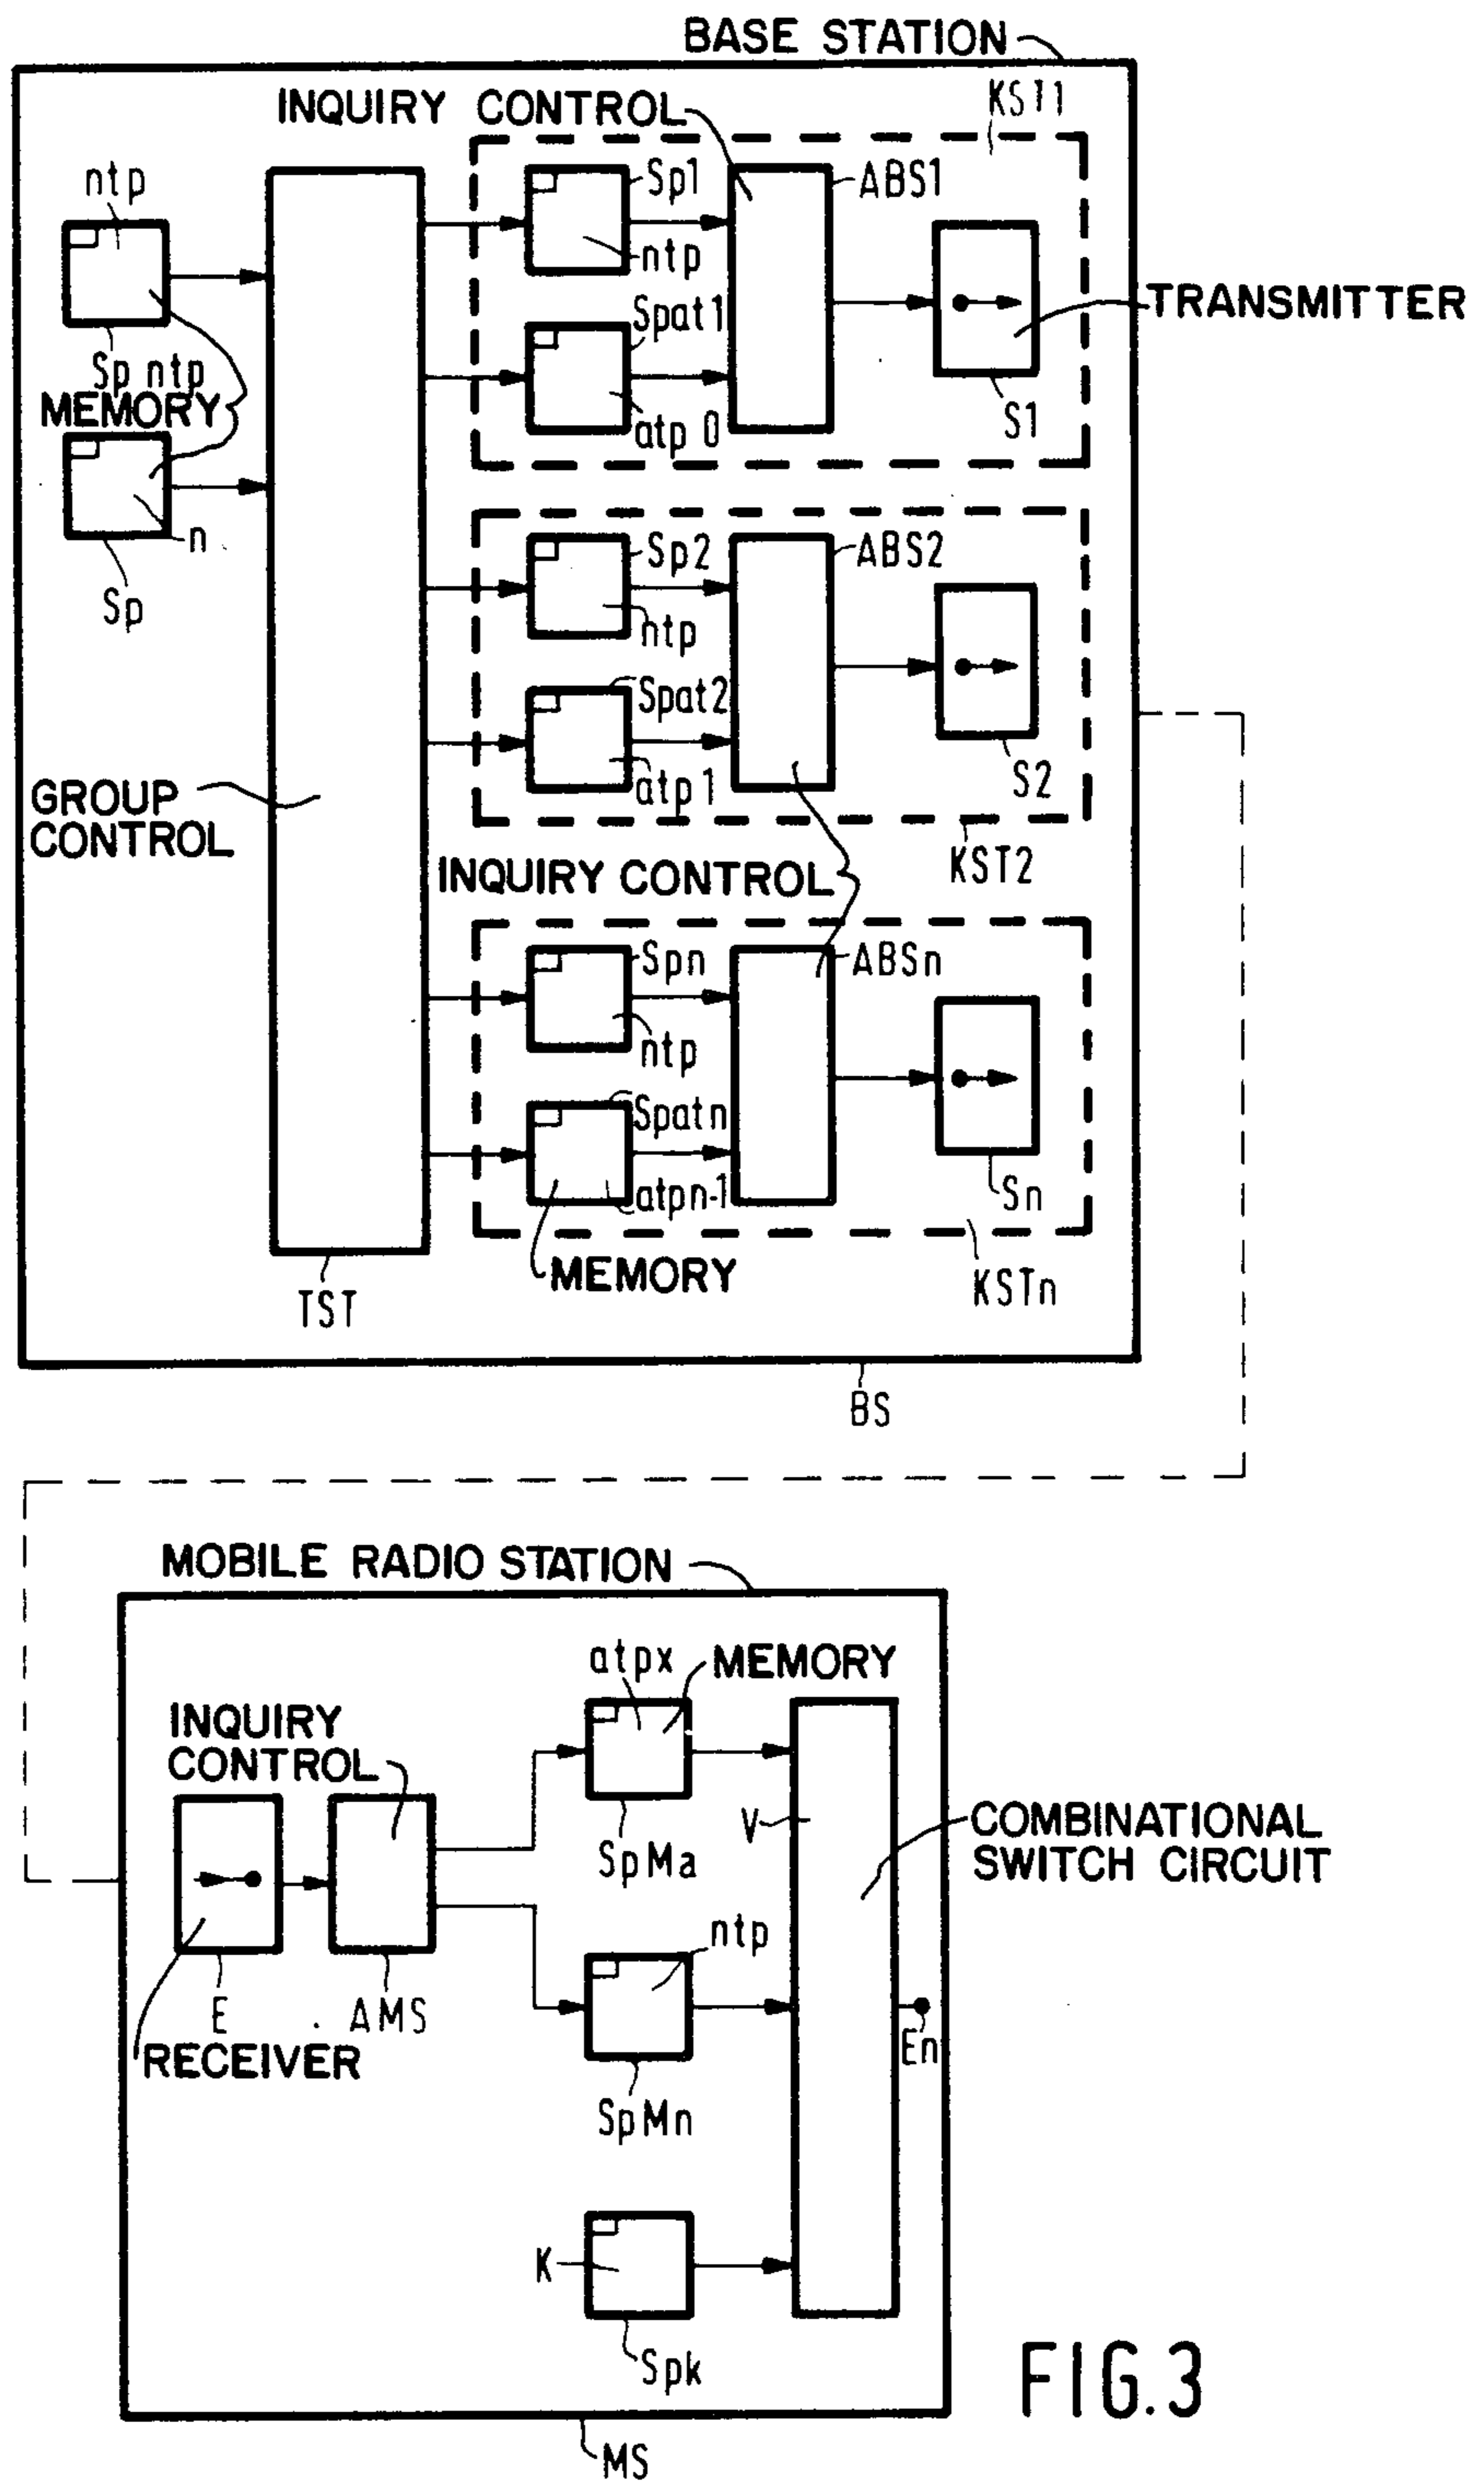 BASE STATION
INQUIRY CONTROL
KST1
ntp
Sp1
ABS1
ntp
Spat1
TRANSMITTER
Sp ntp
MEMORY
atp 0
S1
n
Sp
Sp2
ABS2
ntp
Spat2
atp1
S2
GROUP
CONTROL
INQUIRY CONTROL
KST2
Spn
ABSn
ntp
Spatn
atpn-1
Sn
MEMORY
KSTn
TST
BS
MOBILE RADIO STATION
atpx
MEMORY
INQUIRY
CONTROL
V
COMBINATIONAL
SWITCH CIRCUIT
SpMa
ntp
E
AMS
En
RECEIVER
SpMn
K
Spk
FIG.3
MS